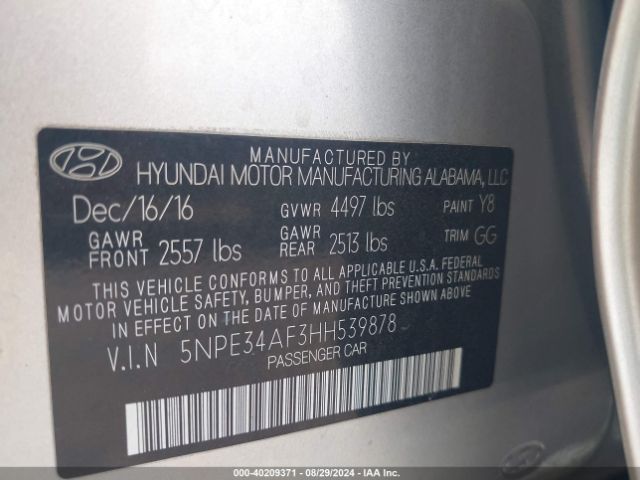 MANUFACTURED BY
HYUNDAI MOTOR MANUFACTURING ALABAMA, LLC
Dec/16/16 GVWR 4497 lbs PAINT Y8
GAWR FRONT 2557 lbs GAWR REAR 2513 lbs TRIM GG
THIS VEHICLE CONFORMS TO ALL APPLICABLE U.S.A. FEDERAL
MOTOR VEHICLE SAFETY, BUMPER, AND THEFT PREVENTION STANDARDS
IN EFFECT ON THE DATE OF MANUFACTURE SHOWN ABOVE
V.I.N 5NPE34AF3HH539878
PASSENGER CAR
000-40209371 - 08/29/2024 - IAA Inc.